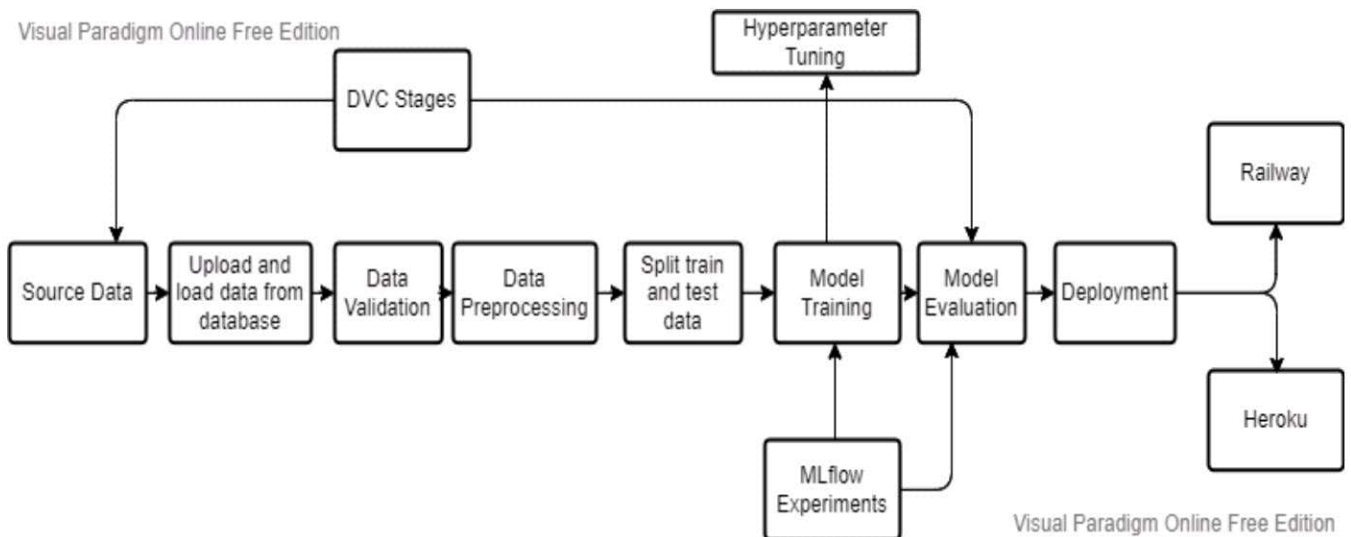 Visual Paradigm Online Free Edition
Hyperparameter
Tuning
DVC Stages
Railway
Source Data
Upload and
load data from
database
Data
Validation
Data
Preprocessing
Split train
and test
data
Model
Training
Model
Evaluation
Deployment
Heroku
MLflow
Experiments
Visual Paradigm Online Free Edition